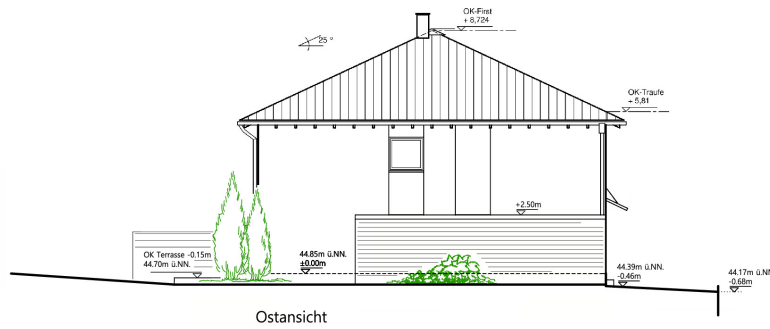 OK-First
+ 8,724
25 °
OK-Traufe
+ 5,81
+2.50m
OK Terrasse -0.15m
44.70m ü.NN.
44.85m ü.NN.
±0.00m
44.39m ü.NN.
-0.46m
44.17m ü.NN
-0.68m
Ostansicht